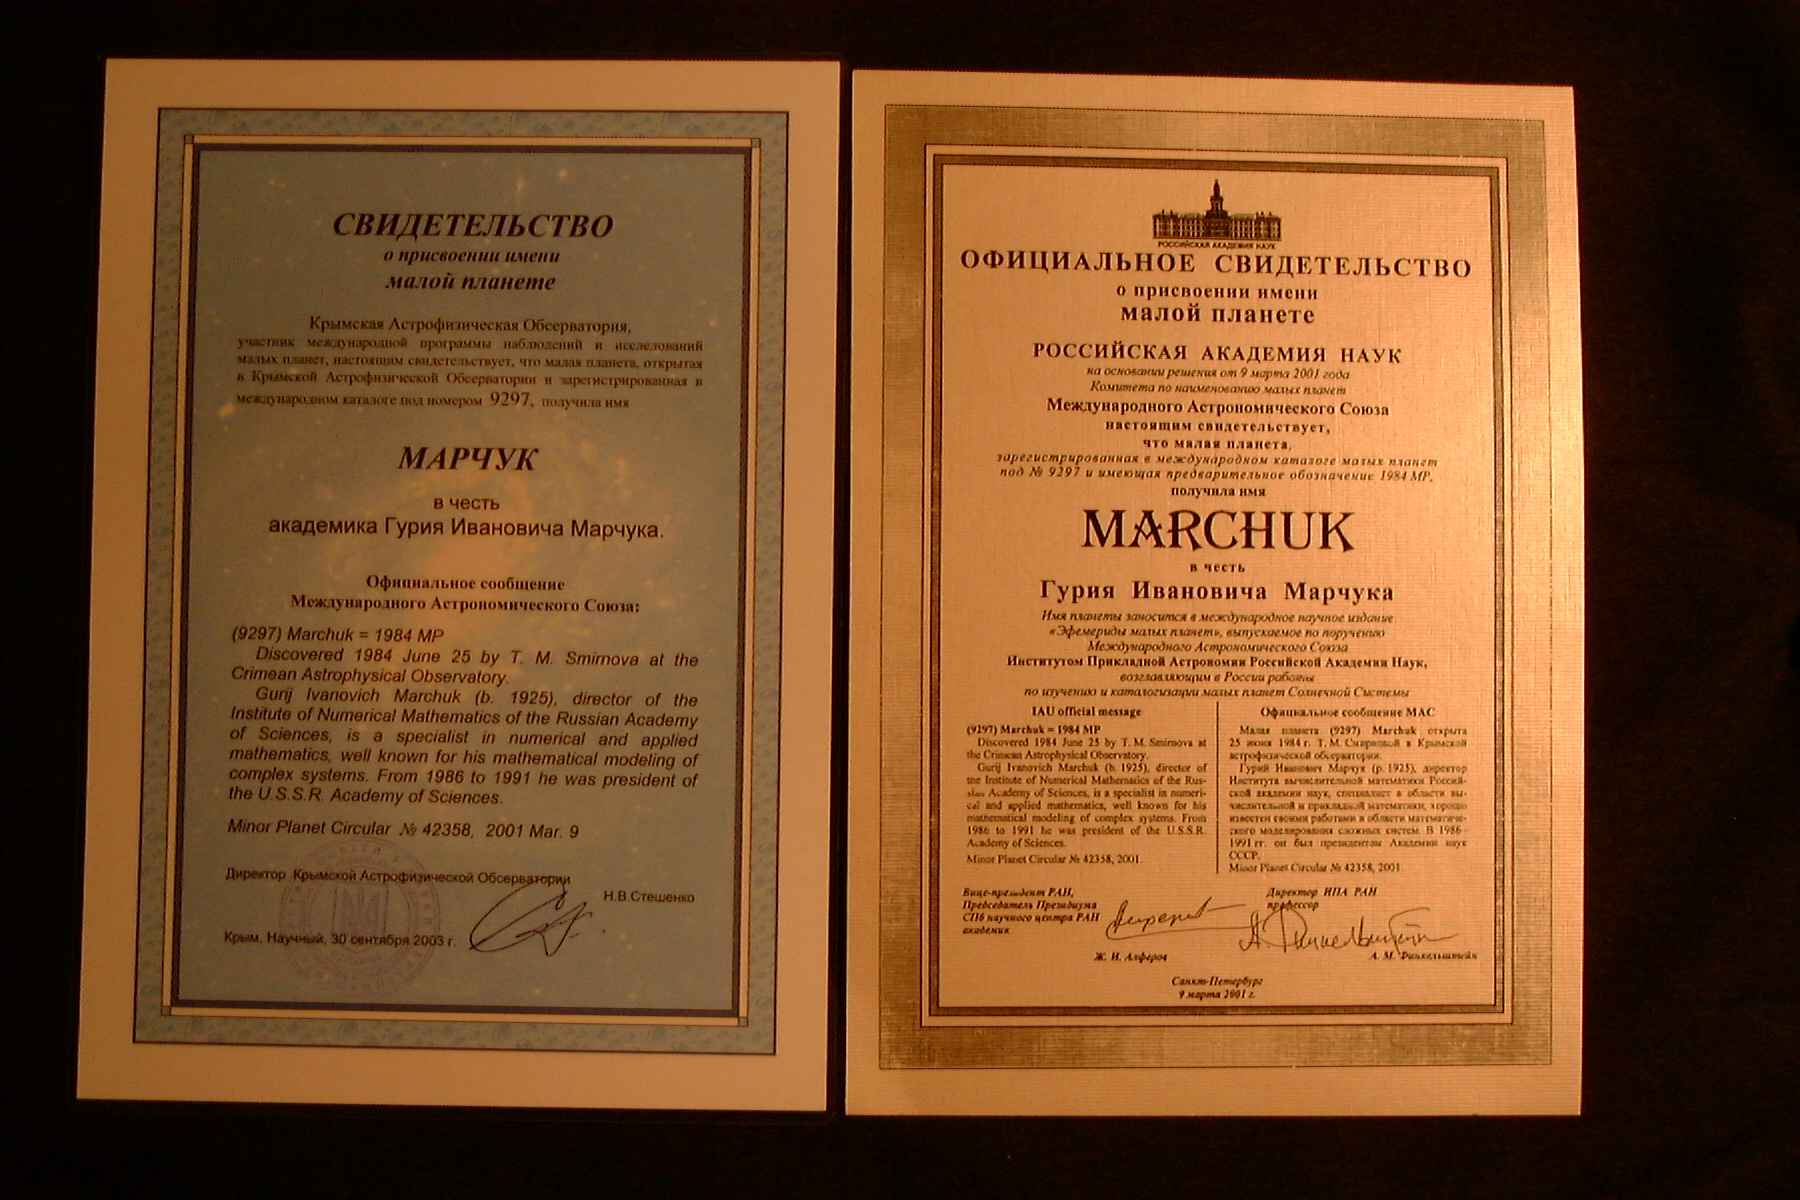 СВИДЕТЕЛЬСТВО
о присвоении имени
малой планете
Крымская Астрофизическая Обсерватория,
участник международной программы наблюдений и исследований
малых планет, настоящим свидетельствует, что малая планета, открытая
в Крымской Астрофизической Обсерватории и зарегистрированная в
международном каталоге под номером 9297, получила имя
МАРЧУК
в честь
академика Гурия Ивановича Марчука.
Официальное сообщение
Международного Астрономического Союза:
(9297) Marchuk = 1984 MP
Discovered 1984 June 25 by T. M. Smirnova at the
Crimean Astrophysical Observatory.
Gurij Ivanovich Marchuk (b. 1925), director of the
Institute of Numerical Mathematics of the Russian Academy
of Sciences, is a specialist in numerical and applied
mathematics, well known for his mathematical modeling of
complex systems. From 1986 to 1991 he was president of
the U.S.S.R. Academy of Sciences.
Minor Planet Circular № 42358, 2001 Mar. 9
Директор Крымской Астрофизической Обсерватории
Н.В.Стешенко
Крым, Научный, 30 сентября 2003 г.
РОССИЙСКАЯ АКАДЕМИЯ НАУК
ОФИЦИАЛЬНОЕ СВИДЕТЕЛЬСТВО
о присвоении имени
малой планете
РОССИЙСКАЯ АКАДЕМИЯ НАУК
на основании решения от 9 марта 2001 года
Комитета по наименованию малых планет
Международного Астрономического Союза
настоящим свидетельствует,
что малая планета,
зарегистрированная в международном каталоге малых планет
под № 9297 и имеющая предварительное обозначение 1984 MP,
получила имя
MARCHUK
в честь
Гурия Ивановича Марчука
Имя планеты заносится в международное научное издание
«Эфемериды малых планет», выпускаемое по поручению
Международного Астрономического Союза
Институтом Прикладной Астрономии Российской Академии Наук,
возглавляющим в России работы
по изучению и каталогизации малых планет Солнечной Системы
IAU official message
(9297) Marchuk = 1984 MP
Discovered 1984 June 25 by T. M. Smirnova at
the Crimean Astrophysical Observatory.
Gurij Ivanovich Marchuk (b. 1925), director of
the Institute of Numerical Mathematics of the Rus-
sian Academy of Sciences, is a specialist in numeri-
cal and applied mathematics, well known for his
mathematical modeling of complex systems. From
1986 to 1991 he was president of the U.S.S.R.
Academy of Sciences.
Minor Planet Circular № 42358, 2001.
Официальное сообщение МАС
Малая планета (9297) Marchuk открыта
25 июня 1984 г. Т. М. Смирновой в Крымской
астрофизической обсерватории.
Гурий Иванович Марчук (р. 1925), директор
Института вычислительной математики Россий-
ской академии наук, специалист в области вы-
числительной и прикладной математики, хорошо
известен своими работами в области математиче-
ского моделирования сложных систем. В 1986-
1991 гг. он был президентом Академии наук
СССР.
Minor Planet Circular № 42358, 2001.
Вице-президент РАН,
Председатель Президиума
СПб научного центра РАН
академик
Ж. И. Алферов
Директор ИПА РАН
профессор
А. М. Финкельштейн
Санкт-Петербург
9 марта 2001 г.